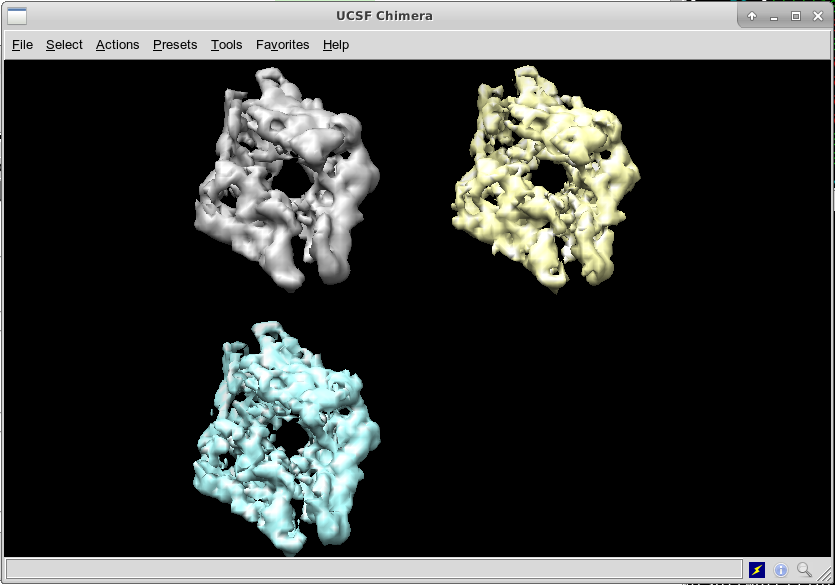 UCSF Chimera
File Select Actions Presets Tools Favorites Help